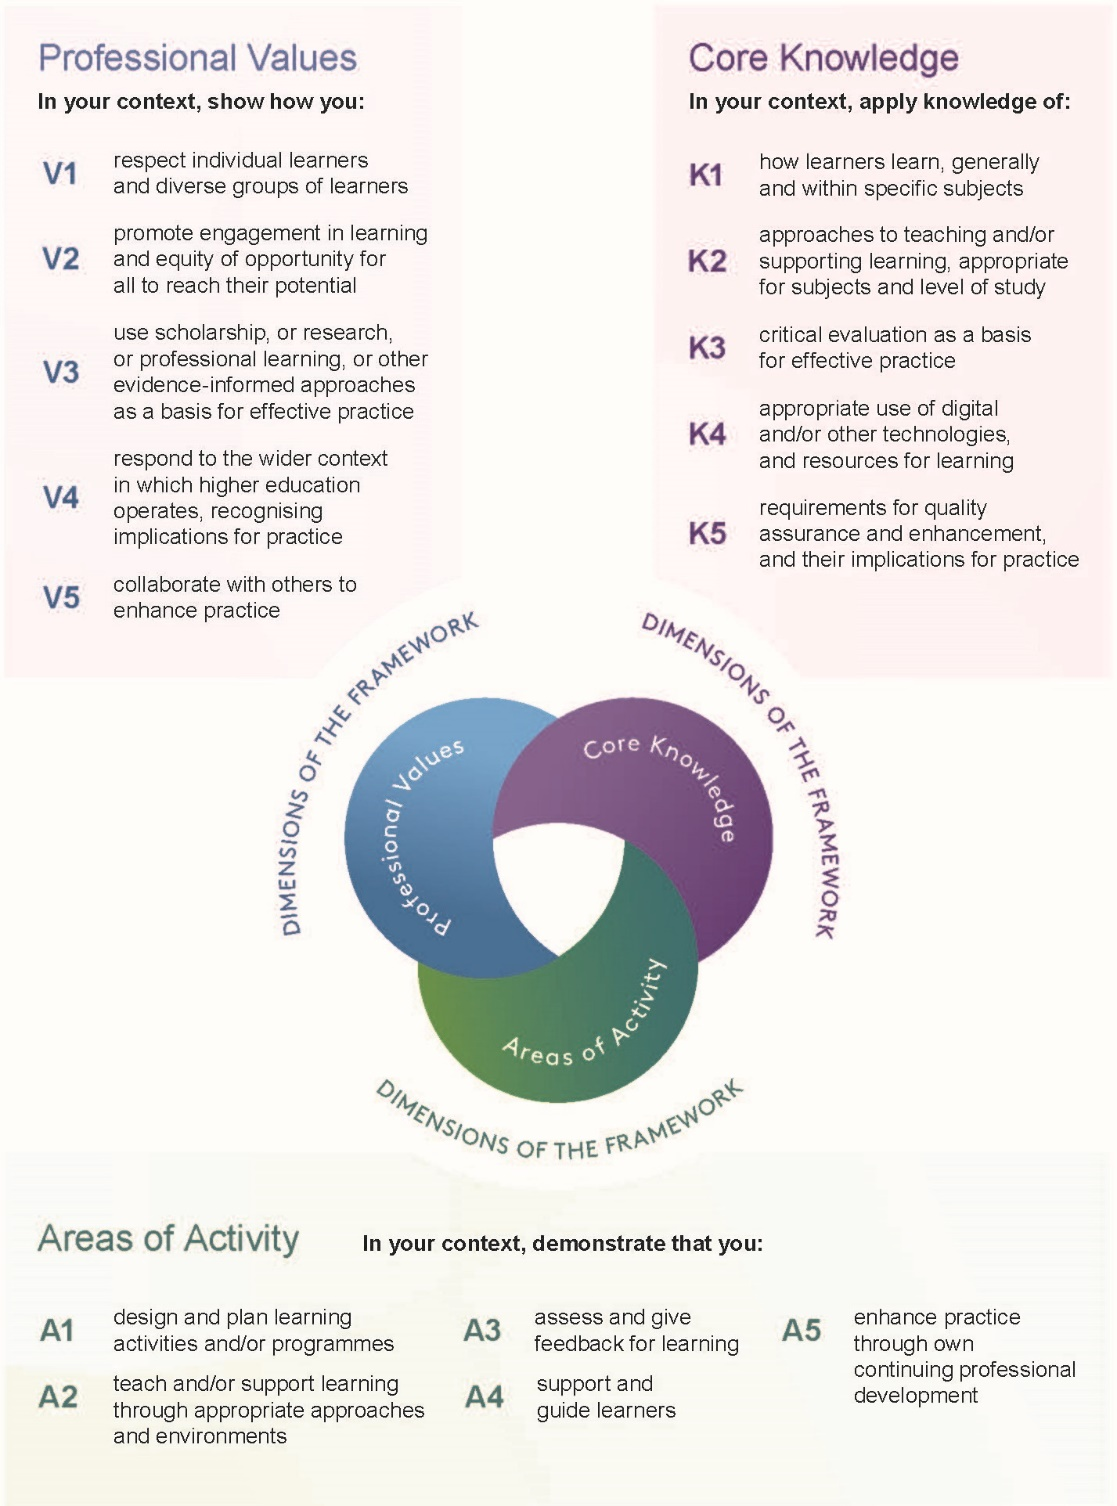 Professional Values
In your context, show how you:
V1
respect individual learners
and diverse groups of learners
V2
promote engagement in learning
and equity of opportunity for
all to reach their potential
V3
use scholarship, or research,
or professional learning, or other
evidence-informed approaches
as a basis for effective practice
V4
respond to the wider context
in which higher education
operates, recognising
implications for practice
V5
collaborate with others to
enhance practice
Core Knowledge
In your context, apply knowledge of:
K1
how learners learn, generally
and within specific subjects
K2
approaches to teaching and/or
supporting learning, appropriate
for subjects and level of study
K3
critical evaluation as a basis
for effective practice
K4
appropriate use of digital
and/or other technologies,
and resources for learning
K5
requirements for quality
assurance and enhancement,
and their implications for practice
DIMENSIONS OF THE FRAMEWORK
DIMENSIONS OF THE FRAMEWORK
Professional Values
Core Knowledge
Areas of Activity
DIMENSIONS OF THE FRAMEWORK
Areas of Activity
In your context, demonstrate that you:
A1
design and plan learning
activities and/or programmes
A2
teach and/or support learning
through appropriate approaches
and environments
A3
assess and give
feedback for learning
A4
support and
guide learners
A5
enhance practice
through own
continuing professional
development